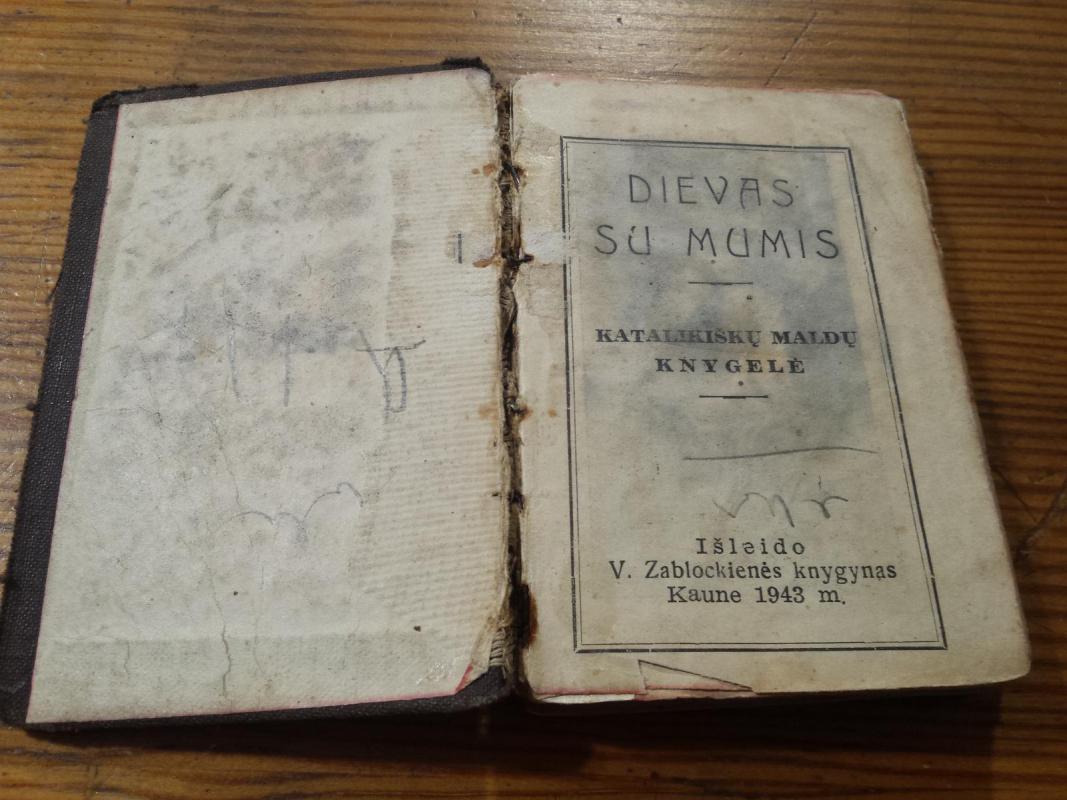 DIEVAS
SU MUMIS
KATALIKIŠKŲ MALDŲ
KNYGELĖ
Išleido
V. Zablockienės knygynas
Kaune 1943 m.